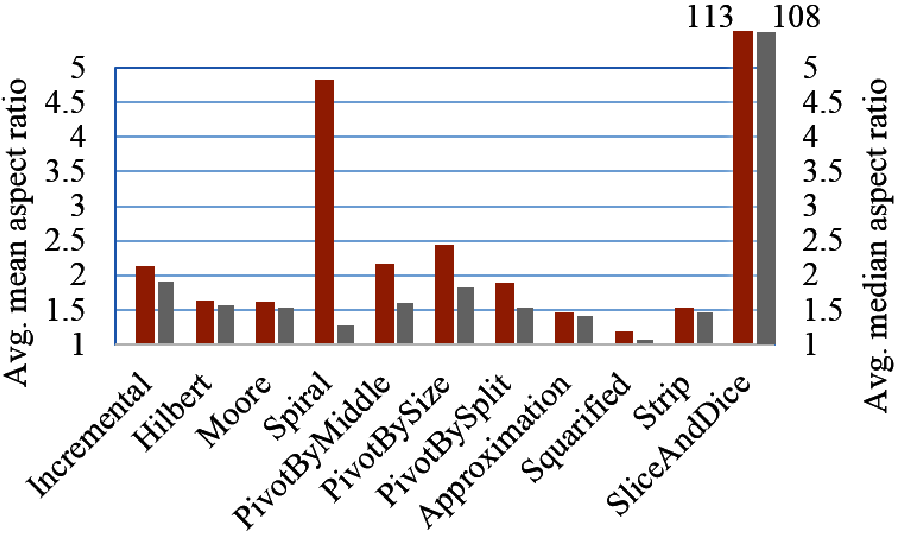 113 108
Avg. mean aspect ratio
5
4.5
4
3.5
3
2.5
2
1.5
1
5
4.5
4
3.5
3
2.5
2
1.5
1
Avg. median aspect ratio
Incremental
Hilbert
Moore
Spiral
PivotByMiddle
PivotBySize
PivotBySplit
Approximation
Squarified
Strip
SliceAndDice